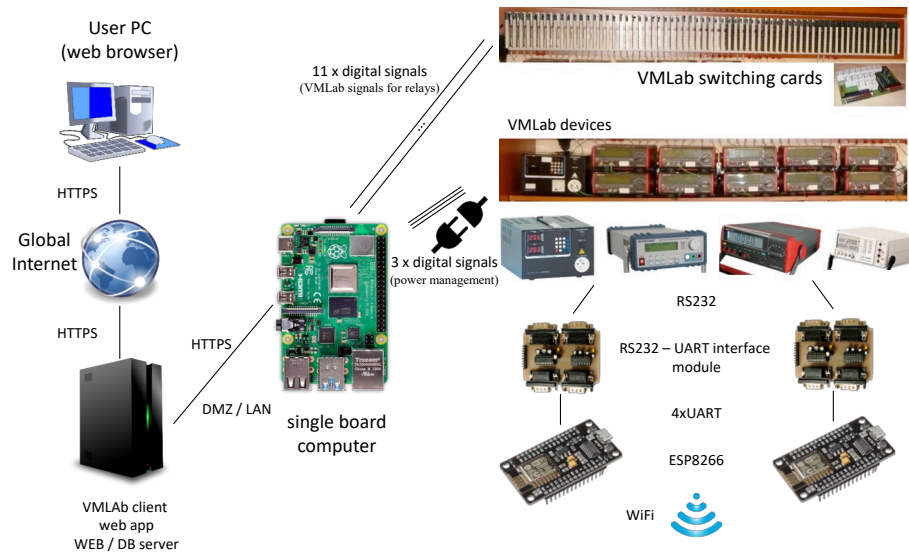 User PC
(web browser)
HTTPS
Global
Internet
HTTPS
VMLAb client
web app
WEB / DB server
HTTPS
DMZ / LAN
11 x digital signals
(VMLab signals for relays)
...
3 x digital signals
(power management)
HDMI
Trxcom
single board
computer
VMLab switching cards
VMLab devices
RS232
RS232 – UART interface
module
4xUART
ESP8266
WiFi